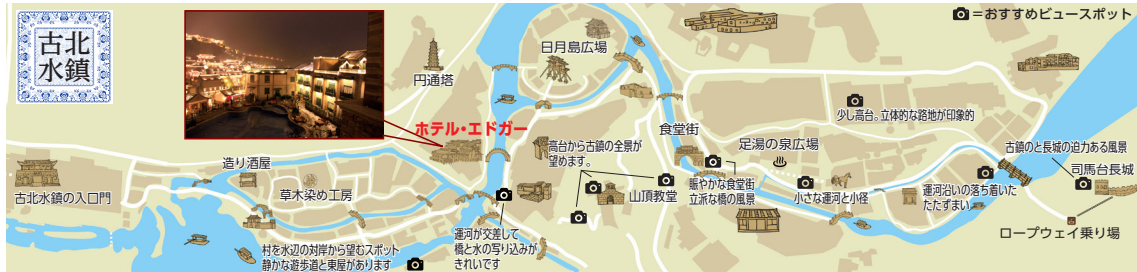 古北
水鎮
=おすすめビュースポット
日月島広場
円通塔
ホテル・エドガー
高台から古鎮の全景が
望めます。
食堂街
少し高台。立体的な路地が印象的
足湯の泉広場
古鎮のと長城の迫力ある風景
司馬台長城
造り酒屋
古北水鎮の入口門
草木染め工房
山頂教堂
賑やかな食堂街
立派な橋の風景
小さな運河と小径
運河沿いの落ち着いた
たたずまい
ロープウェイ乗り場
運河が交差して
橋と水の写り込みが
きれいです
村を水辺の対岸から望むスポット
静かな遊歩道と東屋があります